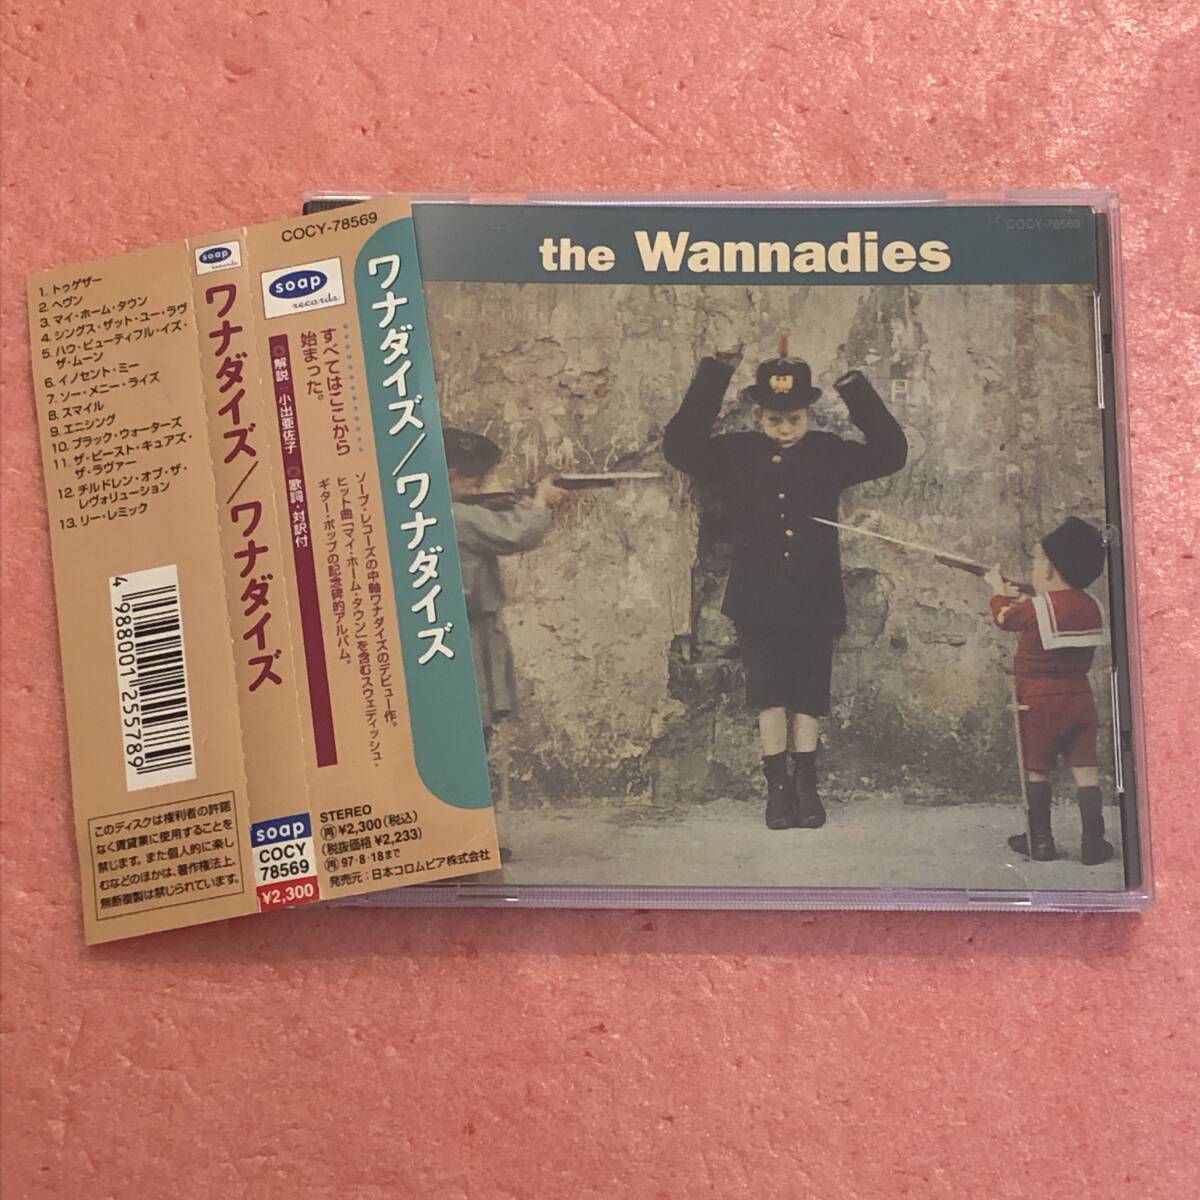 1. トゥゲザー
2. ヘヴン
3. マイ・ホーム・タウン
4. シングス・ザット・ユー・ラヴ
5. ハウ・ビューティフル・イズ・
ザ・ムーン
6. イノセント・ミー
7. ソー・メニー・ライズ
8. スマイル
9. エニシング
10. ブラック・ウォーターズ
11. ザ・ビースト・キュアズ・
ザ・ラヴァー
12. チルドレン・オブ・ザ・
レヴォリューション
13. リー・レミック
4 988001 255789
このディスクは権利者の許諾
なく賃貸業に使用することを
禁じます。また個人的に楽し
むなどのほかは、著作権法上、
無断複製は禁じられています。
soap
records
ワナダイズ/ワナダイズ
soap
COCY
78569
¥2,300
COCY-78569
soap
records
ワナダイズ/ワナダイズ
すべてはここから
始まった。
ソープ・レコーズの中軸ワナダイズのデビュー作。
ヒット曲「マイ・ホーム・タウン」を含むスウェディッシュ・
ギター・ポップの記念碑的アルバム。
◎解説:小出亜佐子 ◎歌詞・対訳付
STEREO
㊢¥2,300(税込)
(税抜価格 ¥2,233)
㊢97・8・18まで
発売元:日本コロムビア株式会社
COCY-78569
the Wannadies